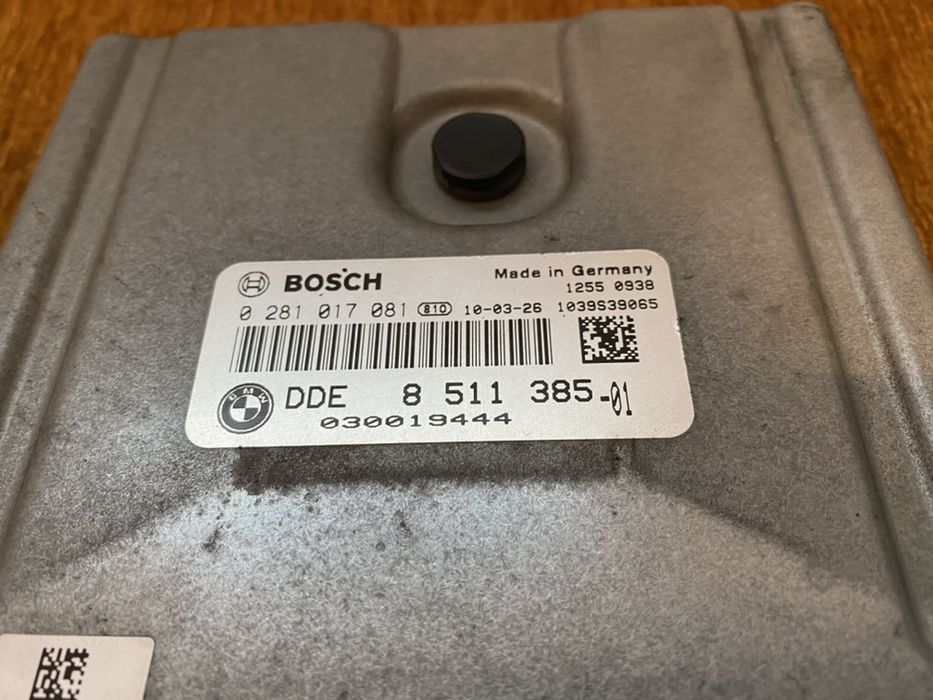 BOSCH
Made in Germany
1255 0938
0 281 017 081 810 10-03-26 1039S39065
BMW DDE 8 511 385-01
030019444